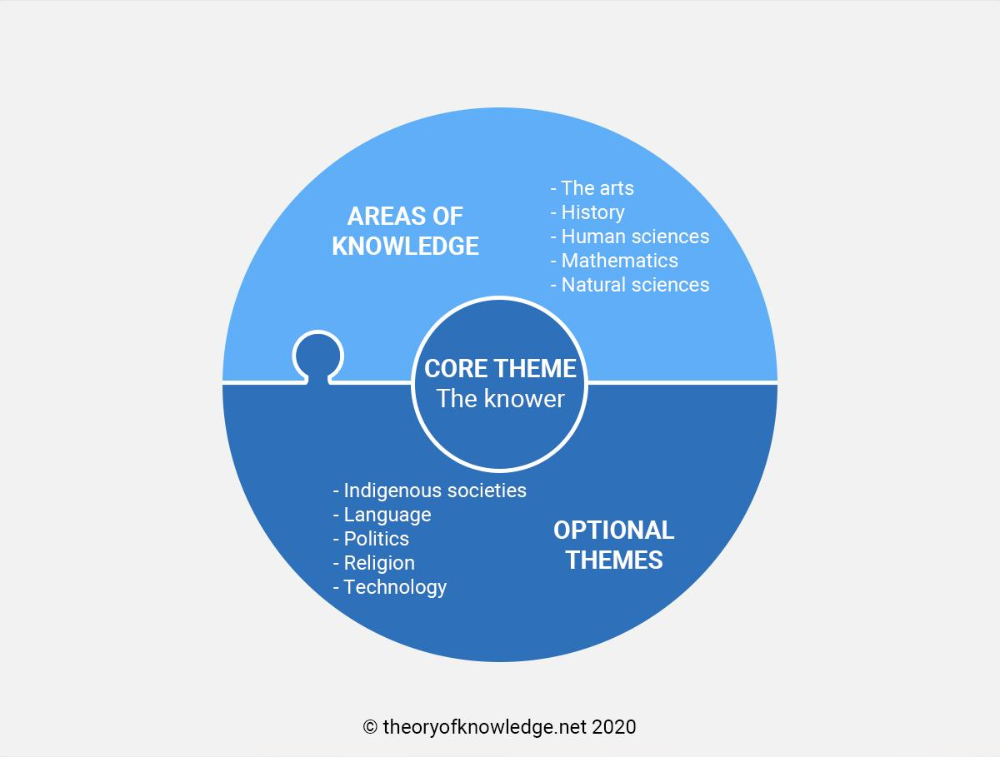 AREAS OF
KNOWLEDGE
- The arts
- History
- Human sciences
- Mathematics
- Natural sciences
CORE THEME
The knower
- Indigenous societies
- Language
- Politics
- Religion
- Technology
OPTIONAL
THEMES
© theoryofknowledge.net 2020